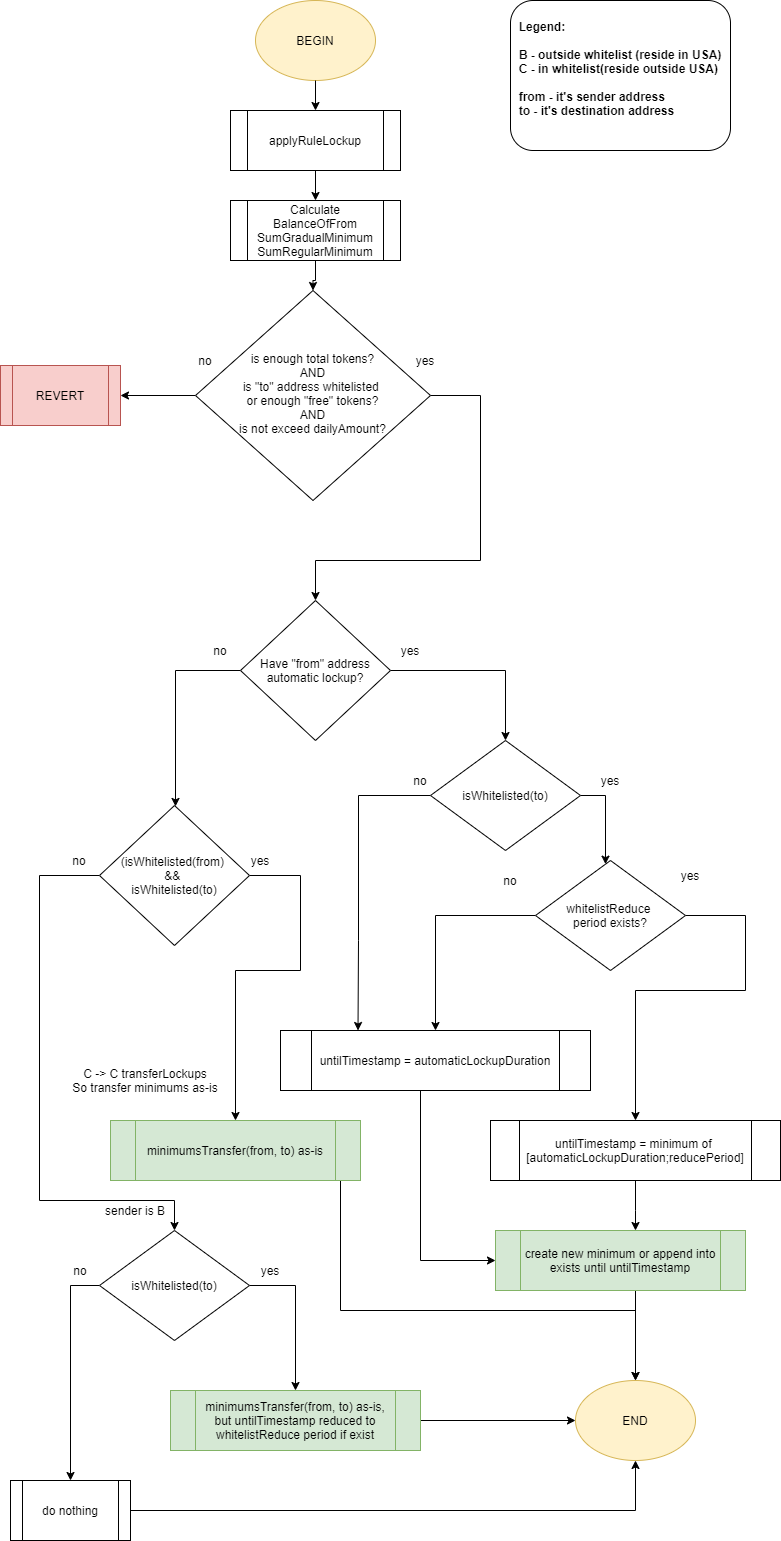 BEGIN
Legend:
B - outside whitelist (reside in USA)
C - in whitelist(reside outside USA)
from - it's sender address
to - it's destination address
applyRuleLockup
Calculate
BalanceOfFrom
SumGradualMinimum
SumRegularMinimum
no
yes
is enough total tokens?
AND
is "to" address whitelisted
or enough "free" tokens?
AND
is not exceed dailyAmount?
REVERT
no
yes
Have "from" address
automatic lockup?
no
yes
isWhitelisted(to)
no
yes
(isWhitelisted(from)
&&
isWhitelisted(to)
no
yes
whitelistReduce
period exists?
untilTimestamp = automaticLockupDuration
C -> C transferLockups
So transfer minimums as-is
minimumsTransfer(from, to) as-is
untilTimestamp = minimum of
[automaticLockupDuration;reducePeriod]
sender is B
create new minimum or append into
exists until untilTimestamp
no
yes
isWhitelisted(to)
minimumsTransfer(from, to) as-is,
but untilTimestamp reduced to
whitelistReduce period if exist
END
do nothing